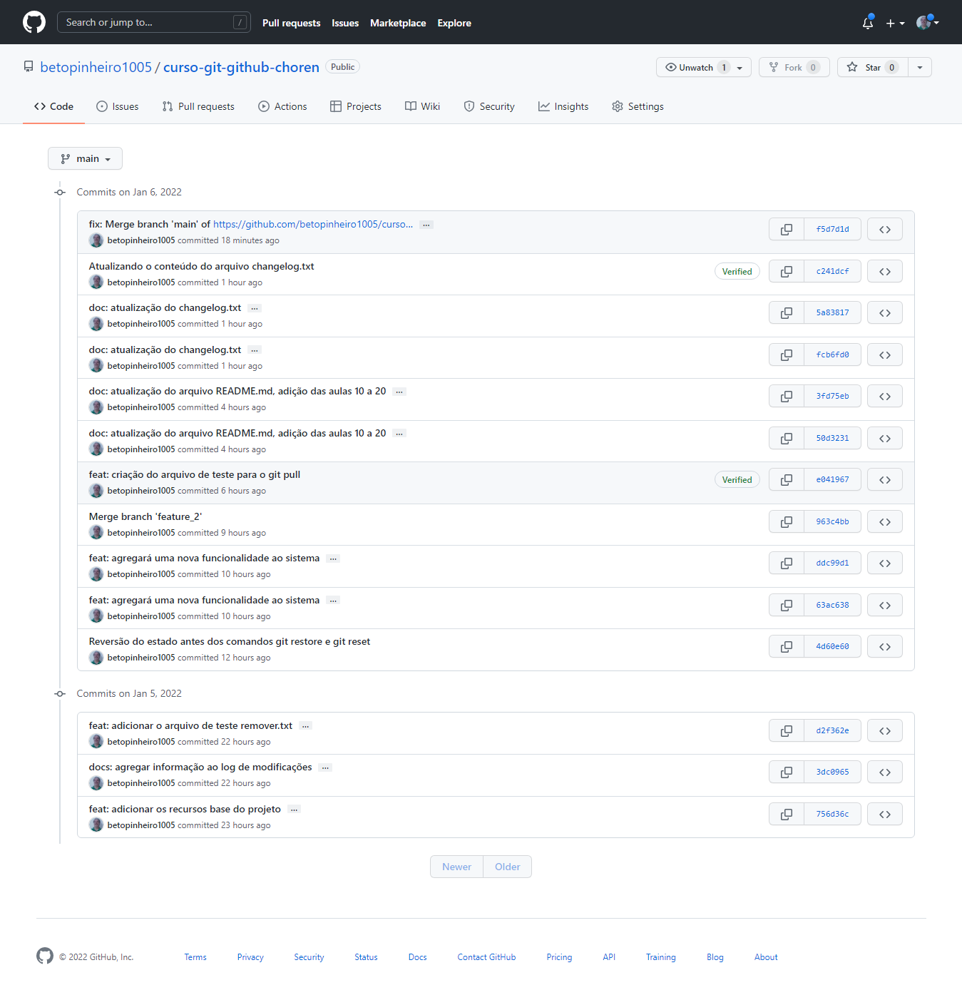 Search or jump to... /
Pull requests Issues Marketplace Explore
betopinheiro1005 / curso-git-github-choren Public
Unwatch 1 Fork 0 Star 0
Code Issues Pull requests Actions Projects Wiki Security Insights Settings
main
Commits on Jan 6, 2022
fix: Merge branch 'main' of https://github.com/betopinheiro1005/curso... ...
betopinheiro1005 committed 18 minutes ago
f5d7d1d
Atualizando o conteúdo do arquivo changelog.txt
betopinheiro1005 committed 1 hour ago
Verified c241dcf
doc: atualização do changelog.txt ...
betopinheiro1005 committed 1 hour ago
5a83817
doc: atualização do changelog.txt ...
betopinheiro1005 committed 1 hour ago
fcb6fd0
doc: atualização do arquivo README.md, adição das aulas 10 a 20 ...
betopinheiro1005 committed 4 hours ago
3fd75eb
doc: atualização do arquivo README.md, adição das aulas 10 a 20 ...
betopinheiro1005 committed 4 hours ago
50d3231
feat: criação do arquivo de teste para o git pull
betopinheiro1005 committed 6 hours ago
Verified e041967
Merge branch 'feature_2'
betopinheiro1005 committed 9 hours ago
963c4bb
feat: agregará uma nova funcionalidade ao sistema ...
betopinheiro1005 committed 10 hours ago
ddc99d1
feat: agregará uma nova funcionalidade ao sistema ...
betopinheiro1005 committed 10 hours ago
63ac638
Reversão do estado antes dos comandos git restore e git reset
betopinheiro1005 committed 12 hours ago
4d60e60
Commits on Jan 5, 2022
feat: adicionar o arquivo de teste remover.txt ...
betopinheiro1005 committed 22 hours ago
d2f362e
docs: agregar informação ao log de modificações ...
betopinheiro1005 committed 22 hours ago
3dc0965
feat: adicionar os recursos base do projeto ...
betopinheiro1005 committed 23 hours ago
756d36c
Newer Older
© 2022 GitHub, Inc. Terms Privacy Security Status Docs Contact GitHub Pricing API Training Blog About